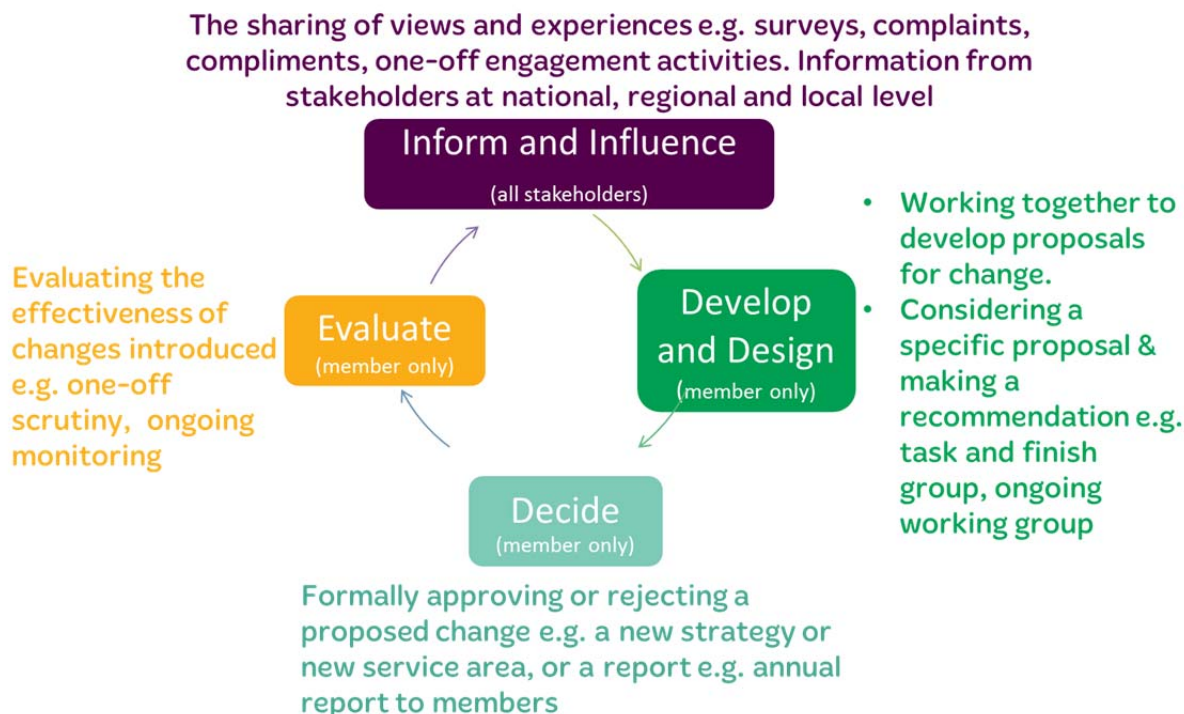 The sharing of views and experiences e.g. surveys, complaints,
compliments, one-off engagement activities. Information from
stakeholders at national, regional and local level
Inform and Influence
(all stakeholders)
• Working together to
develop proposals
for change.
• Considering a
specific proposal &
making a
recommendation e.g.
task and finish
group, ongoing
working group
Develop
and Design
(member only)
Decide
(member only)
Formally approving or rejecting a
proposed change e.g. a new strategy or
new service area, or a report e.g. annual
report to members
Evaluate
(member only)
Evaluating the
effectiveness of
changes introduced
e.g. one-off
scrutiny, ongoing
monitoring